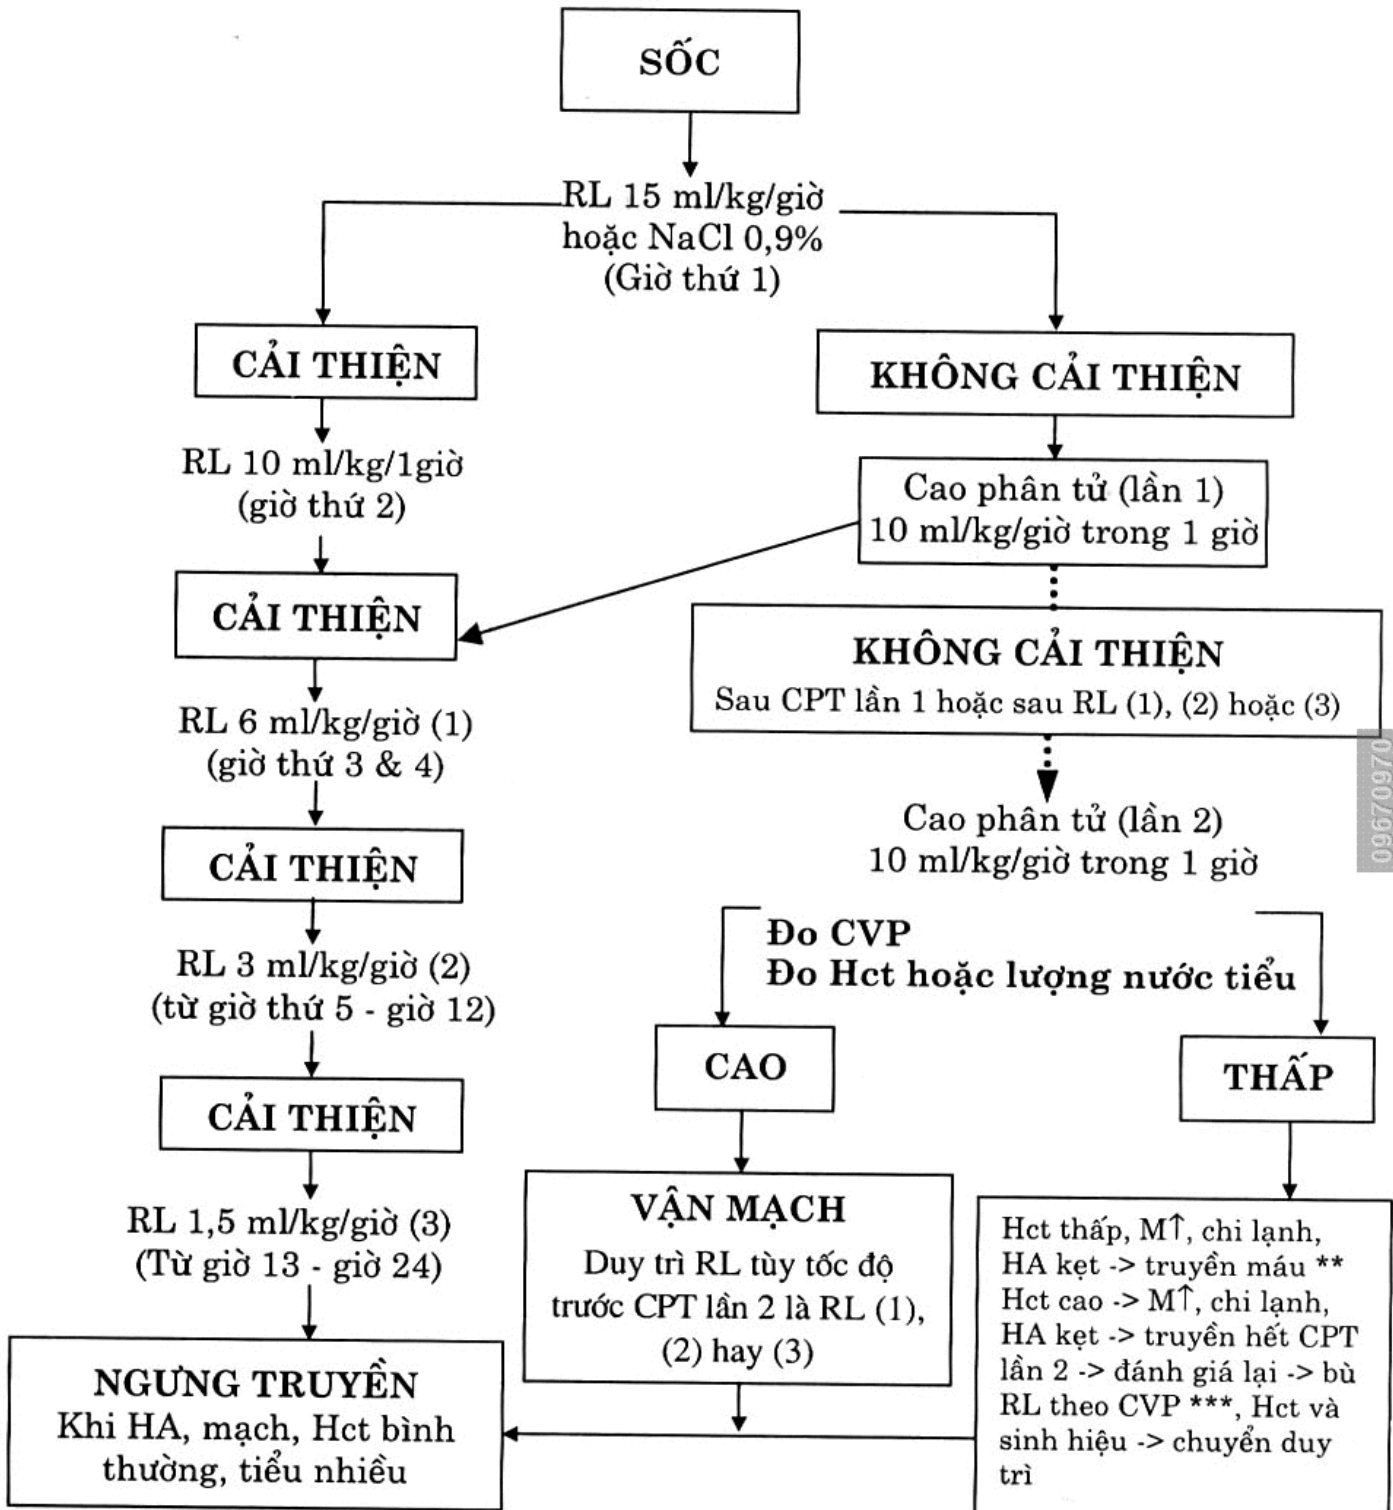 SỐC
RL 15 ml/kg/giờ
hoặc NaCl 0,9%
(Giờ thứ 1)
CẢI THIỆN
KHÔNG CẢI THIỆN
RL 10 ml/kg/1giờ
(giờ thứ 2)
Cao phân tử (lần 1)
10 ml/kg/giờ trong 1 giờ
CẢI THIỆN
KHÔNG CẢI THIỆN
Sau CPT lần 1 hoặc sau RL (1), (2) hoặc (3)
RL 6 ml/kg/giờ (1)
(giờ thứ 3 & 4)
Cao phân tử (lần 2)
10 ml/kg/giờ trong 1 giờ
09670970
CẢI THIỆN
Đo CVP
Đo Hct hoặc lượng nước tiểu
RL 3 ml/kg/giờ (2)
(từ giờ thứ 5 - giờ 12)
CAO
THẤP
CẢI THIỆN
RL 1,5 ml/kg/giờ (3)
(Từ giờ 13 - giờ 24)
VẬN MẠCH
Duy trì RL tùy tốc độ
trước CPT lần 2 là RL (1),
(2) hay (3)
Hct thấp, M↑, chi lạnh,
HA kẹt -> truyền máu **
Hct cao -> M↑, chi lạnh,
HA kẹt -> truyền hết CPT
lần 2 -> đánh giá lại -> bù
RL theo CVP ***, Hct và
sinh hiệu -> chuyển duy
trì
NGƯNG TRUYỀN
Khi HA, mạch, Hct bình
thường, tiểu nhiều